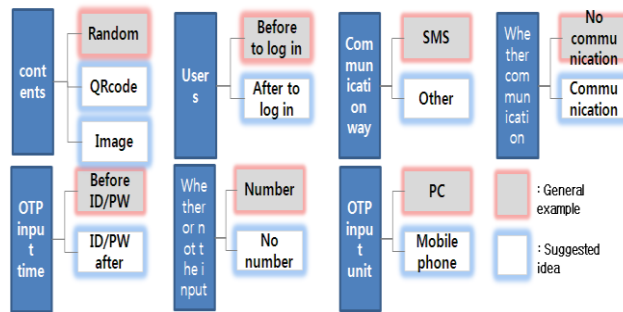 cont
ents
Random
QRcode
Image
User
s
Before
to log in
After to
log in
Com
mun
icati
on
way
SMS
Other
Whe
ther
com
mun
icati
on
No
commu
nication
Commu
nication
OTP
inpu
t
time
Before
ID/PW
ID/PW
after
Whe
ther
or n
ot t
he i
nput
Number
No
number
OTP
inpu
t
unit
PC
Mobile
phone
: General
example
: Suggested
idea